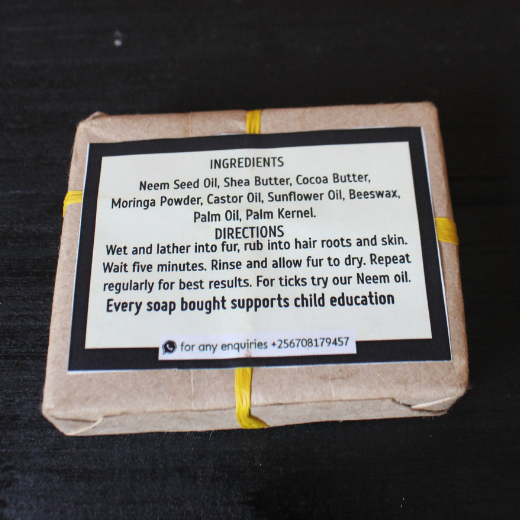 INGREDIENTS
Neem Seed Oil, Shea Butter, Cocoa Butter,
Moringa Powder, Castor Oil, Sunflower Oil, Beeswax,
Palm Oil, Palm Kernel.
DIRECTIONS
Wet and lather into fur, rub into hair roots and skin.
Wait five minutes. Rinse and allow fur to dry. Repeat
regularly for best results. For ticks try our Neem oil.
Every soap bought supports child education
for any enquiries +256708179457